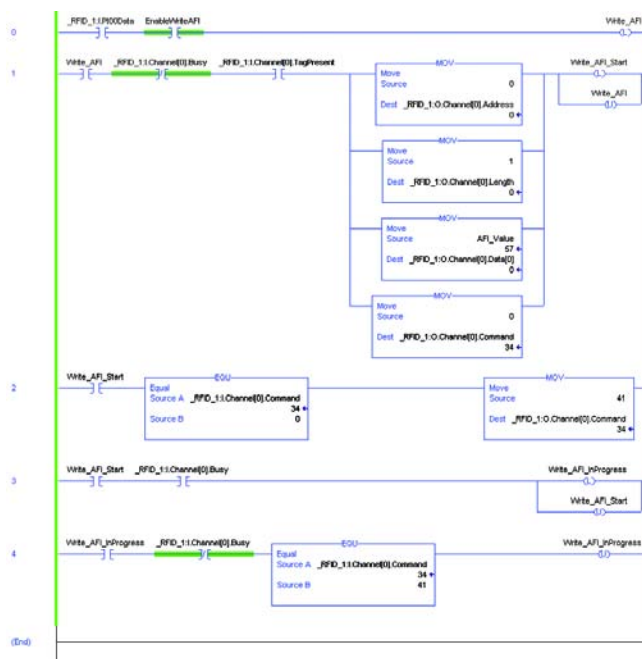 _RFID_1:I.Pt00Data EnableWriteAFI Write_AFI
0
Write_AFI _RFID_1:I.Channel[0].Busy _RFID_1:I.Channel[0].TagPresent MOV Write_AFI_Start
1
Move
Source 0
Write_AFI
Dest _RFID_1:O.Channel[0].Address
0
MOV
Move
Source 1
Dest _RFID_1:O.Channel[0].Length
0
MOV
Move
Source AFI_Value
57
Dest _RFID_1:O.Channel[0].Data[0]
0
MOV
Move
Source 0
Dest _RFID_1:O.Channel[0].Command
34
Write_AFI_Start EQU MOV
2
Equal Move
Source A _RFID_1:I.Channel[0].Command Source 41
34
Source B 0 Dest _RFID_1:O.Channel[0].Command
34
Write_AFI_Start _RFID_1:I.Channel[0].Busy Write_AFI_InProgress
3
L
Write_AFI_Start
U
Write_AFI_InProgress _RFID_1:I.Channel[0].Busy EQU Write_AFI_InProgress
4
Equal
Source A _RFID_1:I.Channel[0].Command
34
Source B 41
(End)